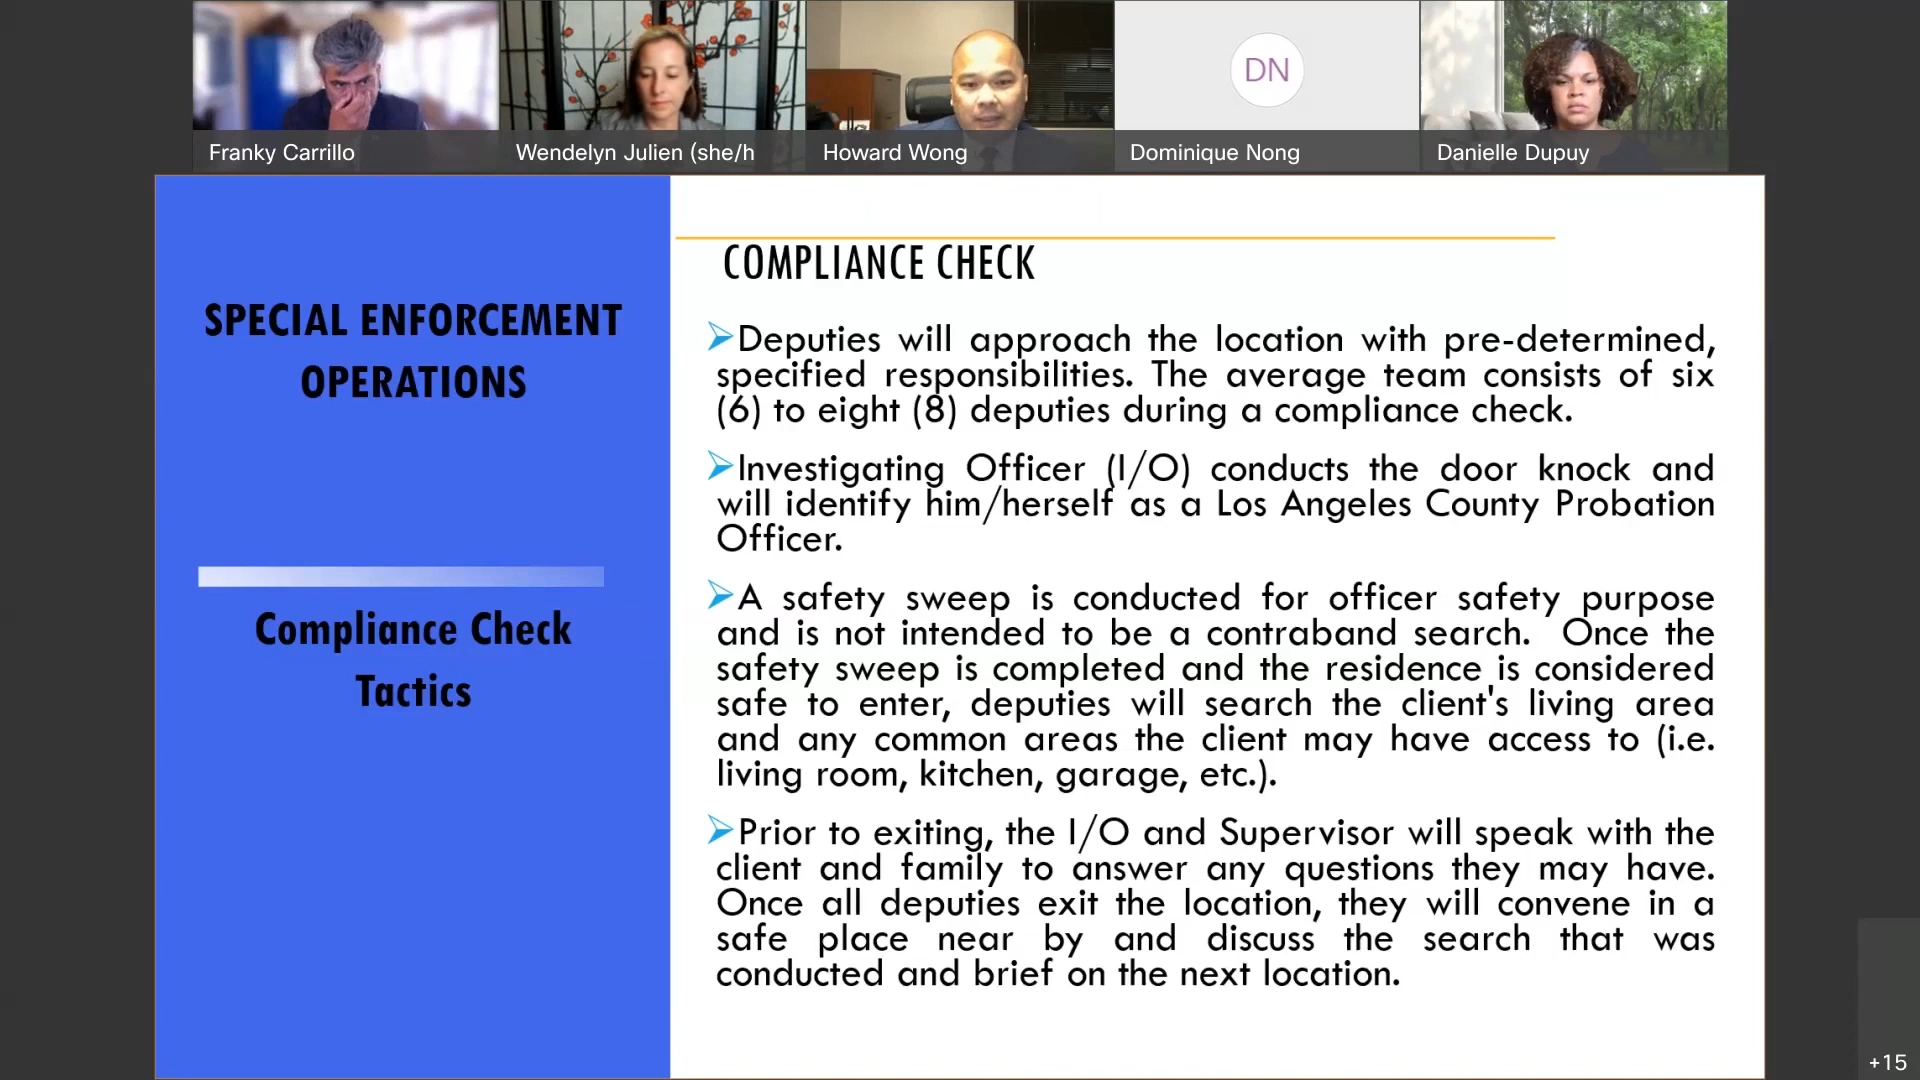 DN
Franky Carrillo
Wendelyn Julien (she/h
Howard Wong
Dominique Nong
Danielle Dupuy
SPECIAL ENFORCEMENT
OPERATIONS
Compliance Check
Tactics
COMPLIANCE CHECK
Deputies will approach the location with pre-determined,
specified responsibilities. The average team consists of six
(6) to eight (8) deputies during a compliance check.
Investigating Officer (I/O) conducts the door knock and
will identify him/herself as a Los Angeles County Probation
Officer.
A safety sweep is conducted for officer safety purpose
and is not intended to be a contraband search. Once the
safety sweep is completed and the residence is considered
safe to enter, deputies will search the client's living area
and any common areas the client may have access to (i.e.
living room, kitchen, garage, etc.).
Prior to exiting, the I/O and Supervisor will speak with the
client and family to answer any questions they may have.
Once all deputies exit the location, they will convene in a
safe place near by and discuss the search that was
conducted and brief on the next location.
+15